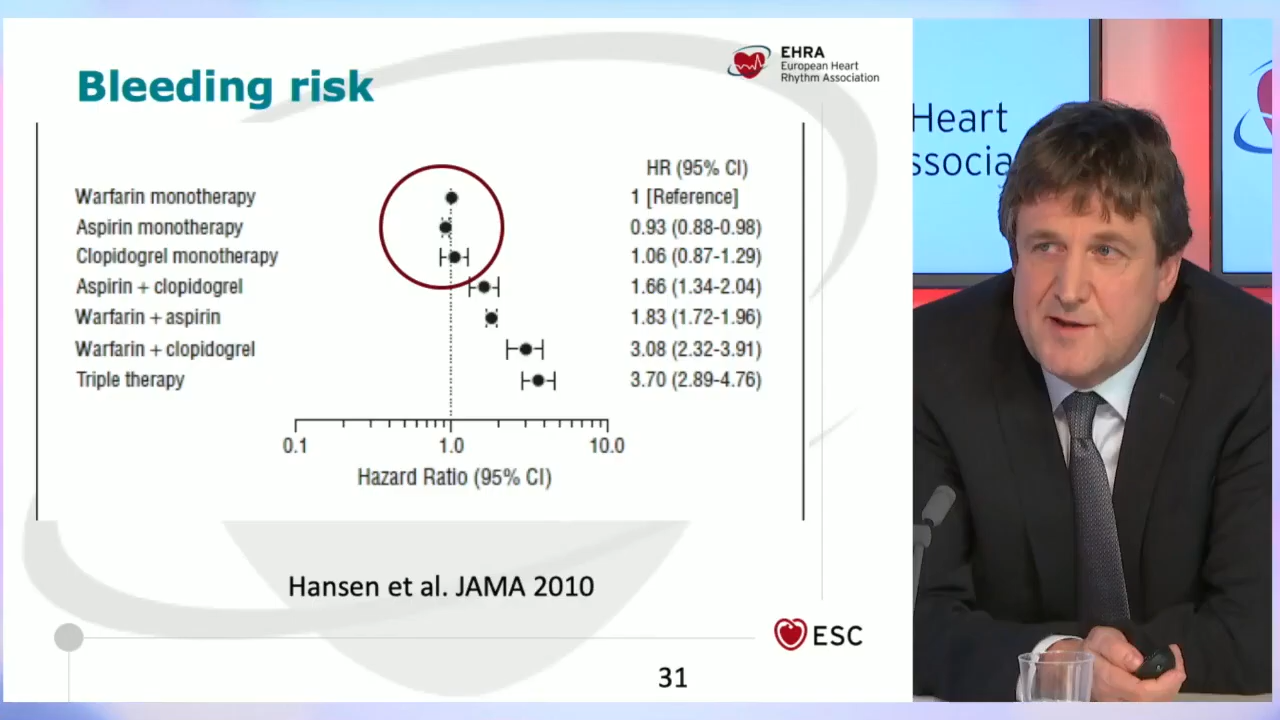 Bleeding risk
EHRA
European Heart
Rhythm Association
HR (95% CI)
Warfarin monotherapy 1 [Reference]
Aspirin monotherapy 0.93 (0.88-0.98)
Clopidogrel monotherapy 1.06 (0.87-1.29)
Aspirin + clopidogrel 1.66 (1.34-2.04)
Warfarin + aspirin 1.83 (1.72-1.96)
Warfarin + clopidogrel 3.08 (2.32-3.91)
Triple therapy 3.70 (2.89-4.76)
0.1 1.0 10.0
Hazard Ratio (95% CI)
Hansen et al. JAMA 2010
ESC
31
Heart
ssocia